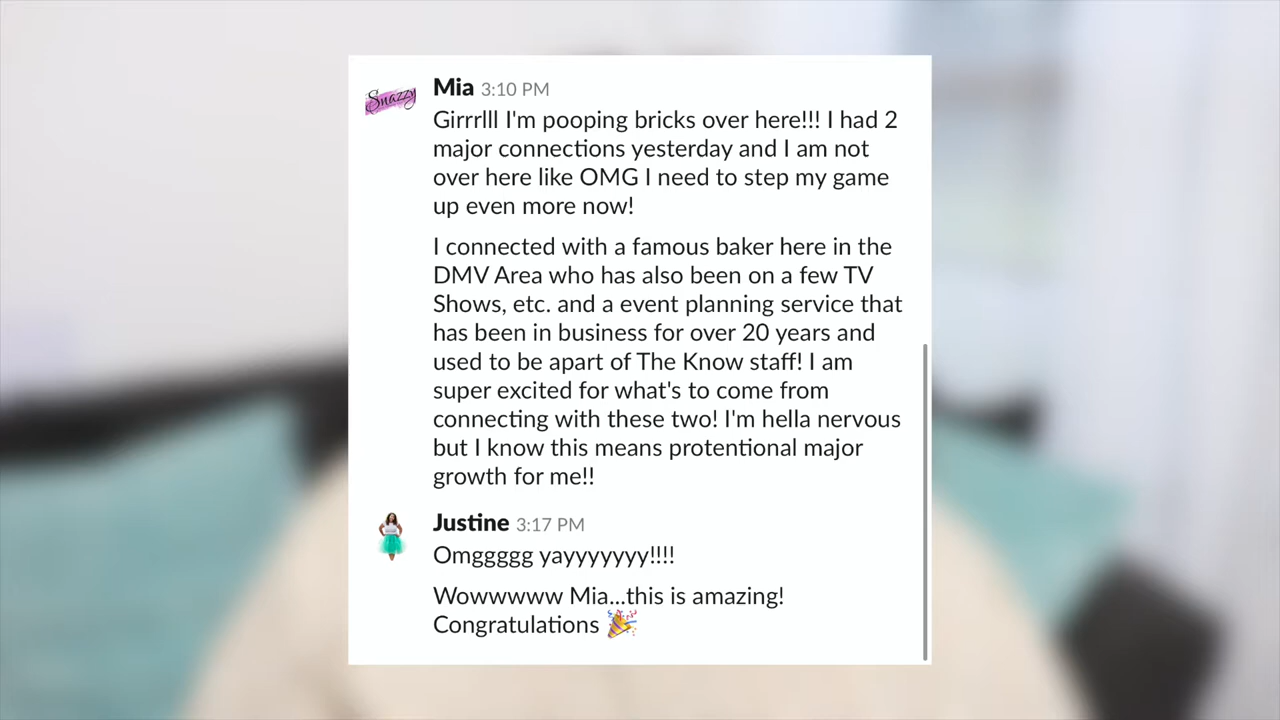 Snazzy
Mia 3:10 PM
Girrrlll I'm pooping bricks over here!!! I had 2
major connections yesterday and I am not
over here like OMG I need to step my game
up even more now!
I connected with a famous baker here in the
DMV Area who has also been on a few TV
Shows, etc. and a event planning service that
has been in business for over 20 years and
used to be apart of The Know staff! I am
super excited for what's to come from
connecting with these two! I'm hella nervous
but I know this means protentional major
growth for me!!
Justine 3:17 PM
Omggggg yayyyyyyy!!!!
Wowwwww Mia...this is amazing!
Congratulations 🎉